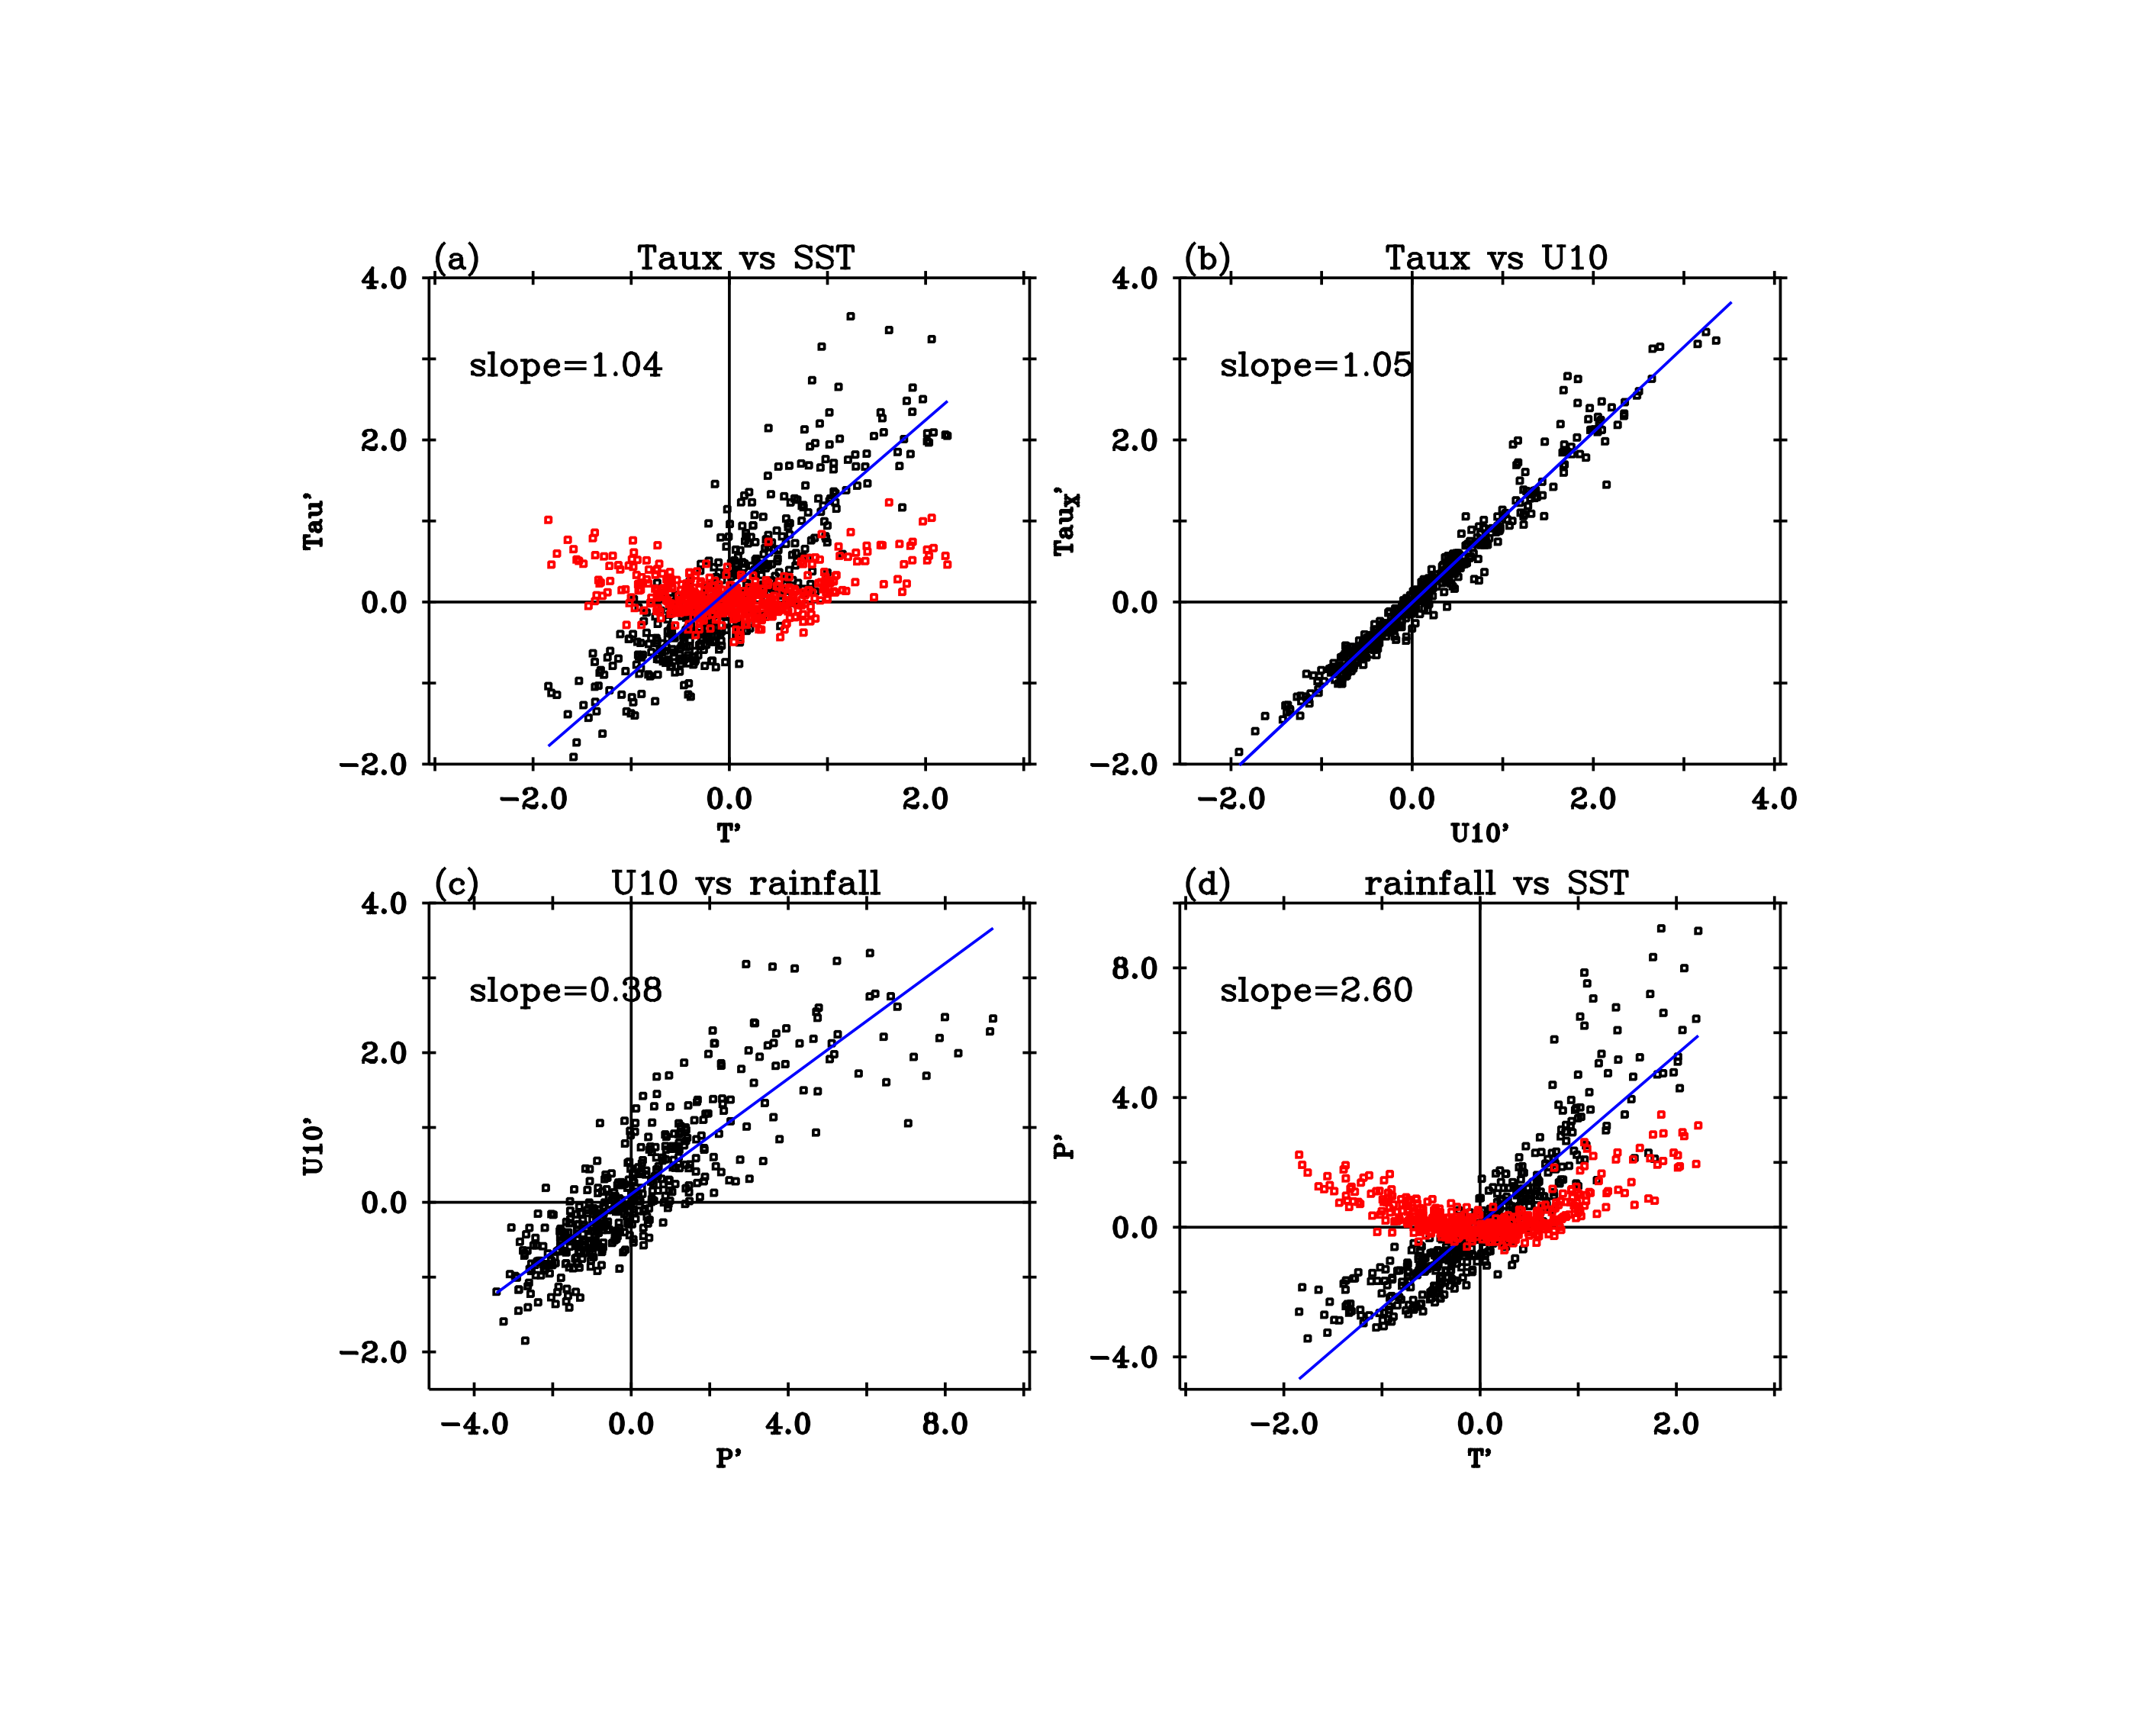 (a) Taux vs SST
4.0
slope=1.04
2.0
Tau'
0.0
−2.0
−2.0 0.0 2.0
T'
(b) Taux vs U10
4.0
slope=1.05
2.0
Taux'
0.0
−2.0
−2.0 0.0 2.0 4.0
U10'
(c) U10 vs rainfall
4.0
slope=0.38
2.0
U10'
0.0
−2.0
−4.0 0.0 4.0 8.0
P'
(d) rainfall vs SST
8.0
slope=2.60
4.0
P'
0.0
−4.0
−2.0 0.0 2.0
T'